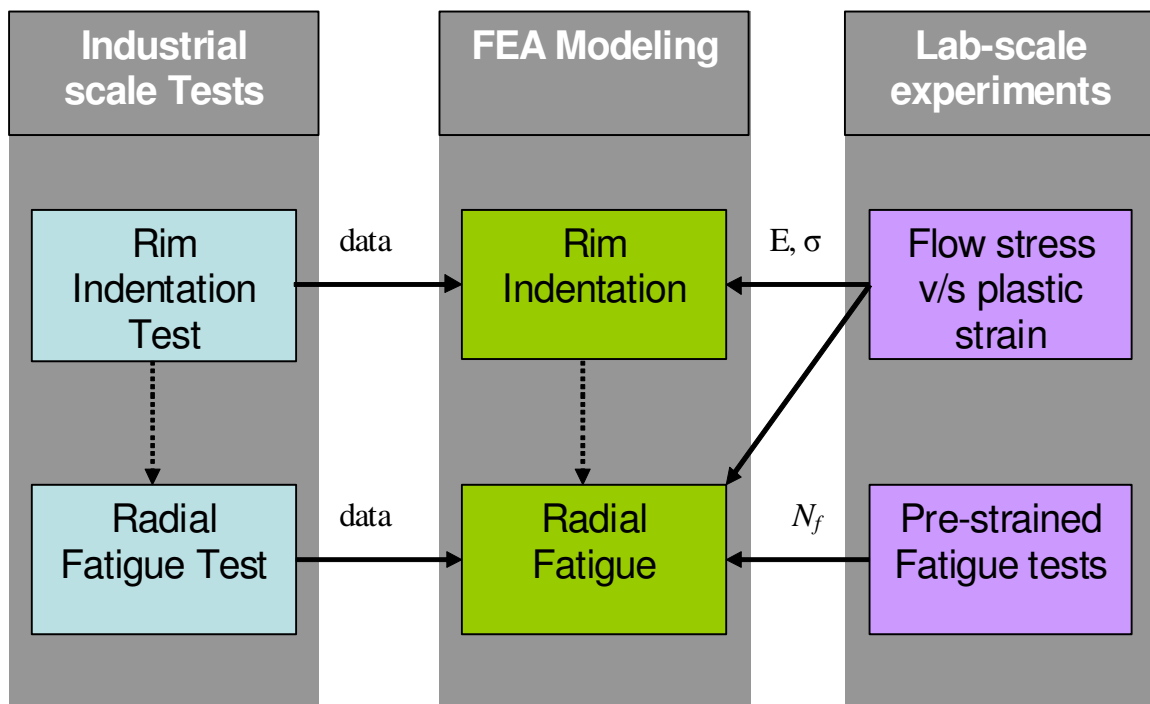 Industrial
scale Tests
FEA Modeling
Lab-scale
experiments
Rim
Indentation
Test
data
Rim
Indentation
E, σ
Flow stress
v/s plastic
strain
Radial
Fatigue Test
data
Radial
Fatigue
N_f
Pre-strained
Fatigue tests